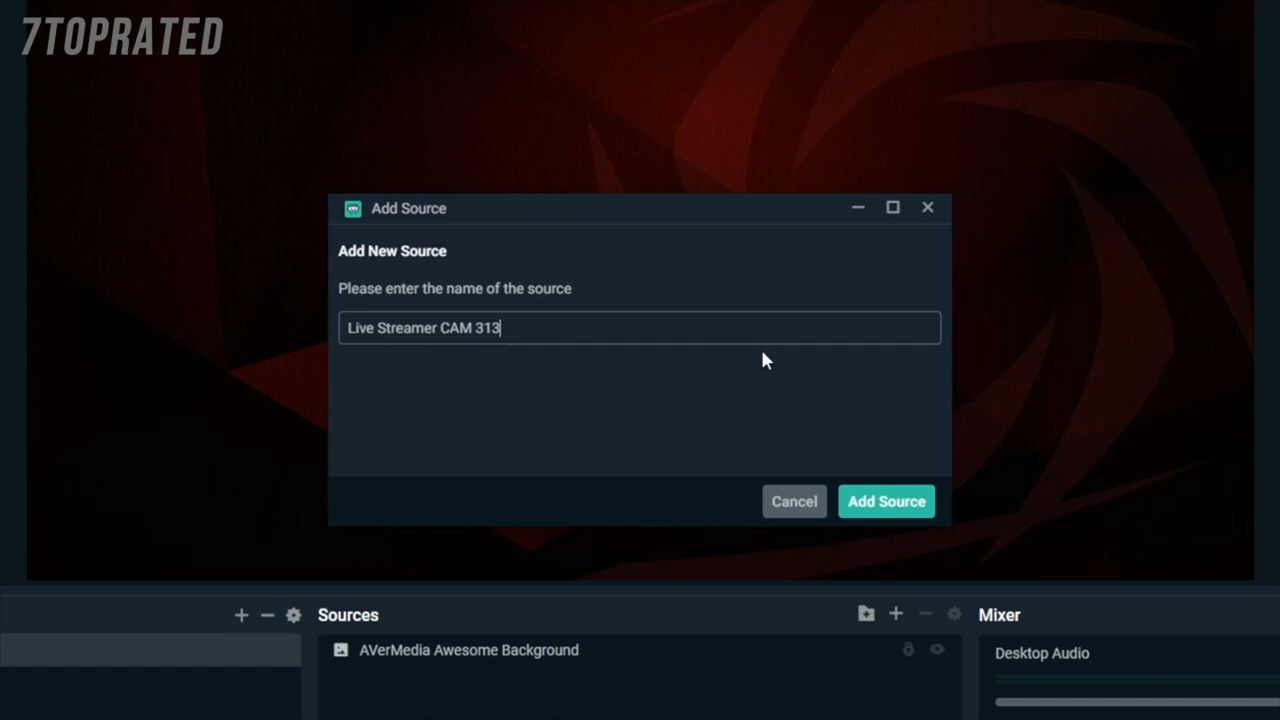 7TOPRATED
Add Source
Add New Source
Please enter the name of the source
Live Streamer CAM 313
Cancel
Add Source
Sources
Mixer
AVerMedia Awesome Background
Desktop Audio